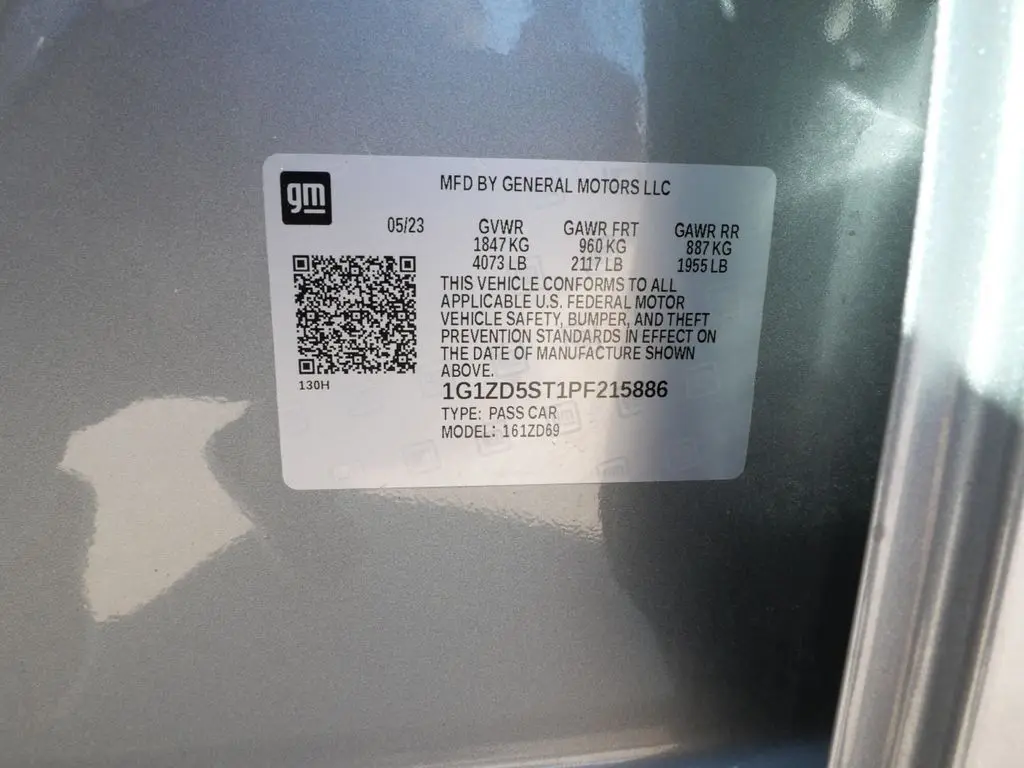 gm
MFD BY GENERAL MOTORS LLC
05/23 GVWR GAWR FRT GAWR RR
1847 KG 960 KG 887 KG
4073 LB 2117 LB 1955 LB
THIS VEHICLE CONFORMS TO ALL
APPLICABLE U.S. FEDERAL MOTOR
VEHICLE SAFETY, BUMPER, AND THEFT
PREVENTION STANDARDS IN EFFECT ON
THE DATE OF MANUFACTURE SHOWN
ABOVE.
130H
1G1ZD5ST1PF215886
TYPE: PASS CAR
MODEL: 161ZD69